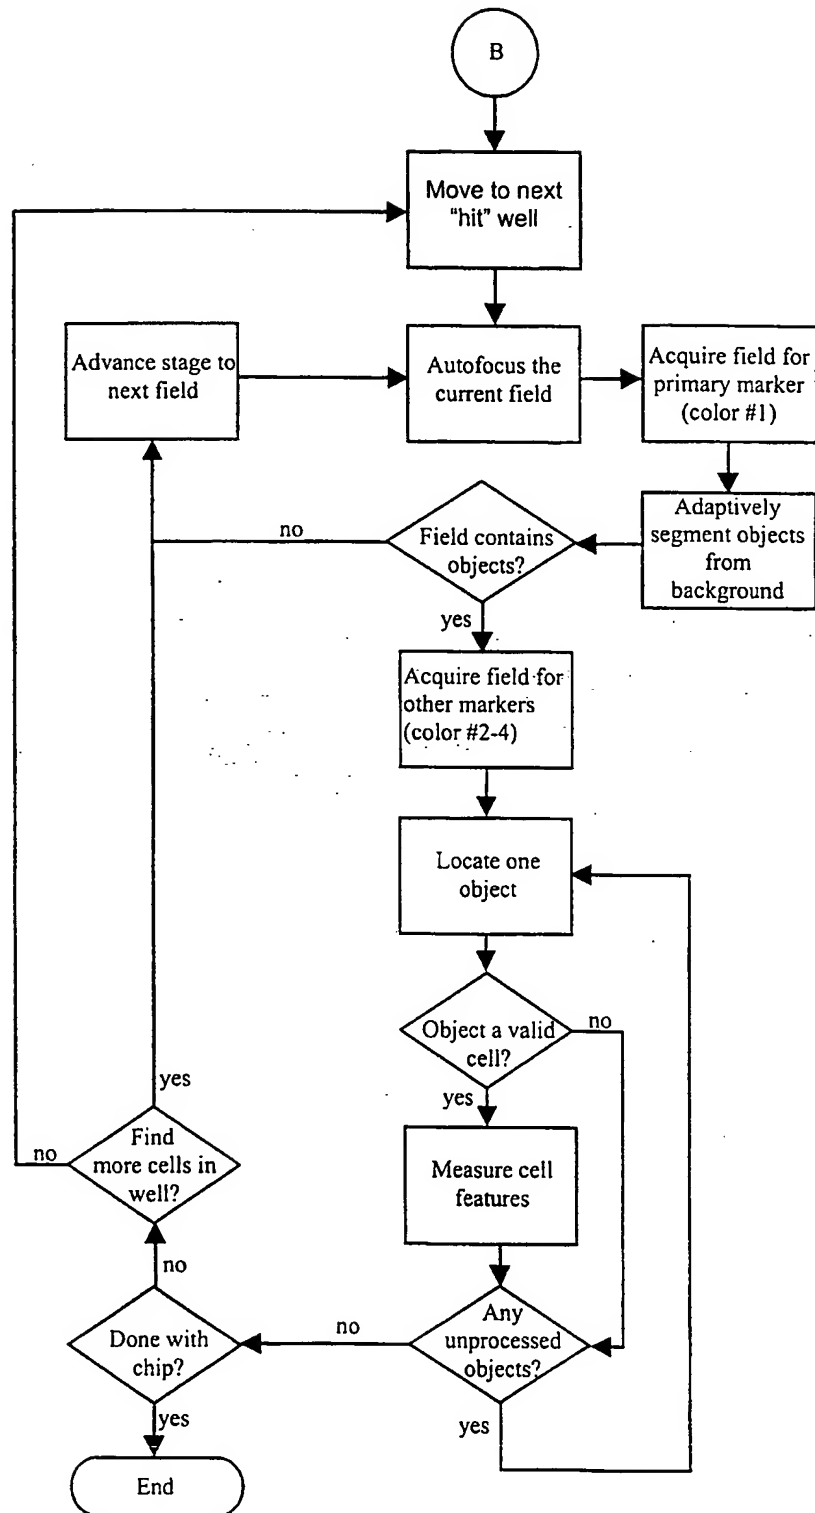 B
Move to next
"hit" well
Advance stage to
next field
Autofocus the
current field
Acquire field for
primary marker
(color #1)
Adaptively
segment objects
from
background
Field contains
objects?
no
yes
Acquire field for
other markers
(color #2-4)
Locate one
object
Object a valid
cell?
no
yes
Measure cell
features
Any
unprocessed
objects?
yes
no
Done with
chip?
no
yes
Find
more cells in
well?
yes
no
End